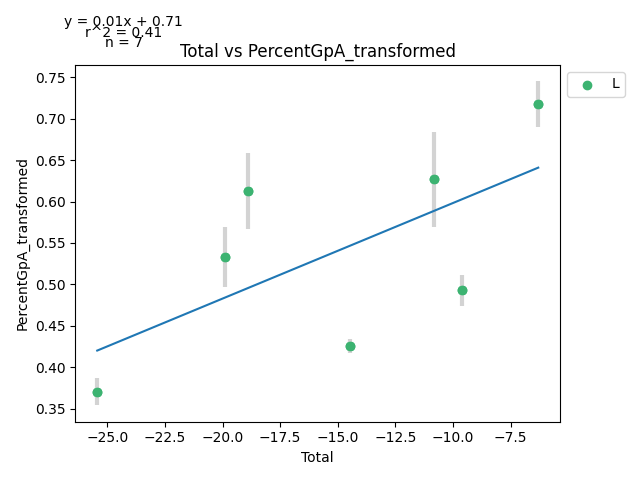 y = 0.01x + 0.71
r^2 = 0.41
n = 7
Total vs PercentGpA_transformed
L
PercentGpA_transformed
0.75
0.70
0.65
0.60
0.55
0.50
0.45
0.40
0.35
−25.0 −22.5 −20.0 −17.5 −15.0 −12.5 −10.0 −7.5
Total